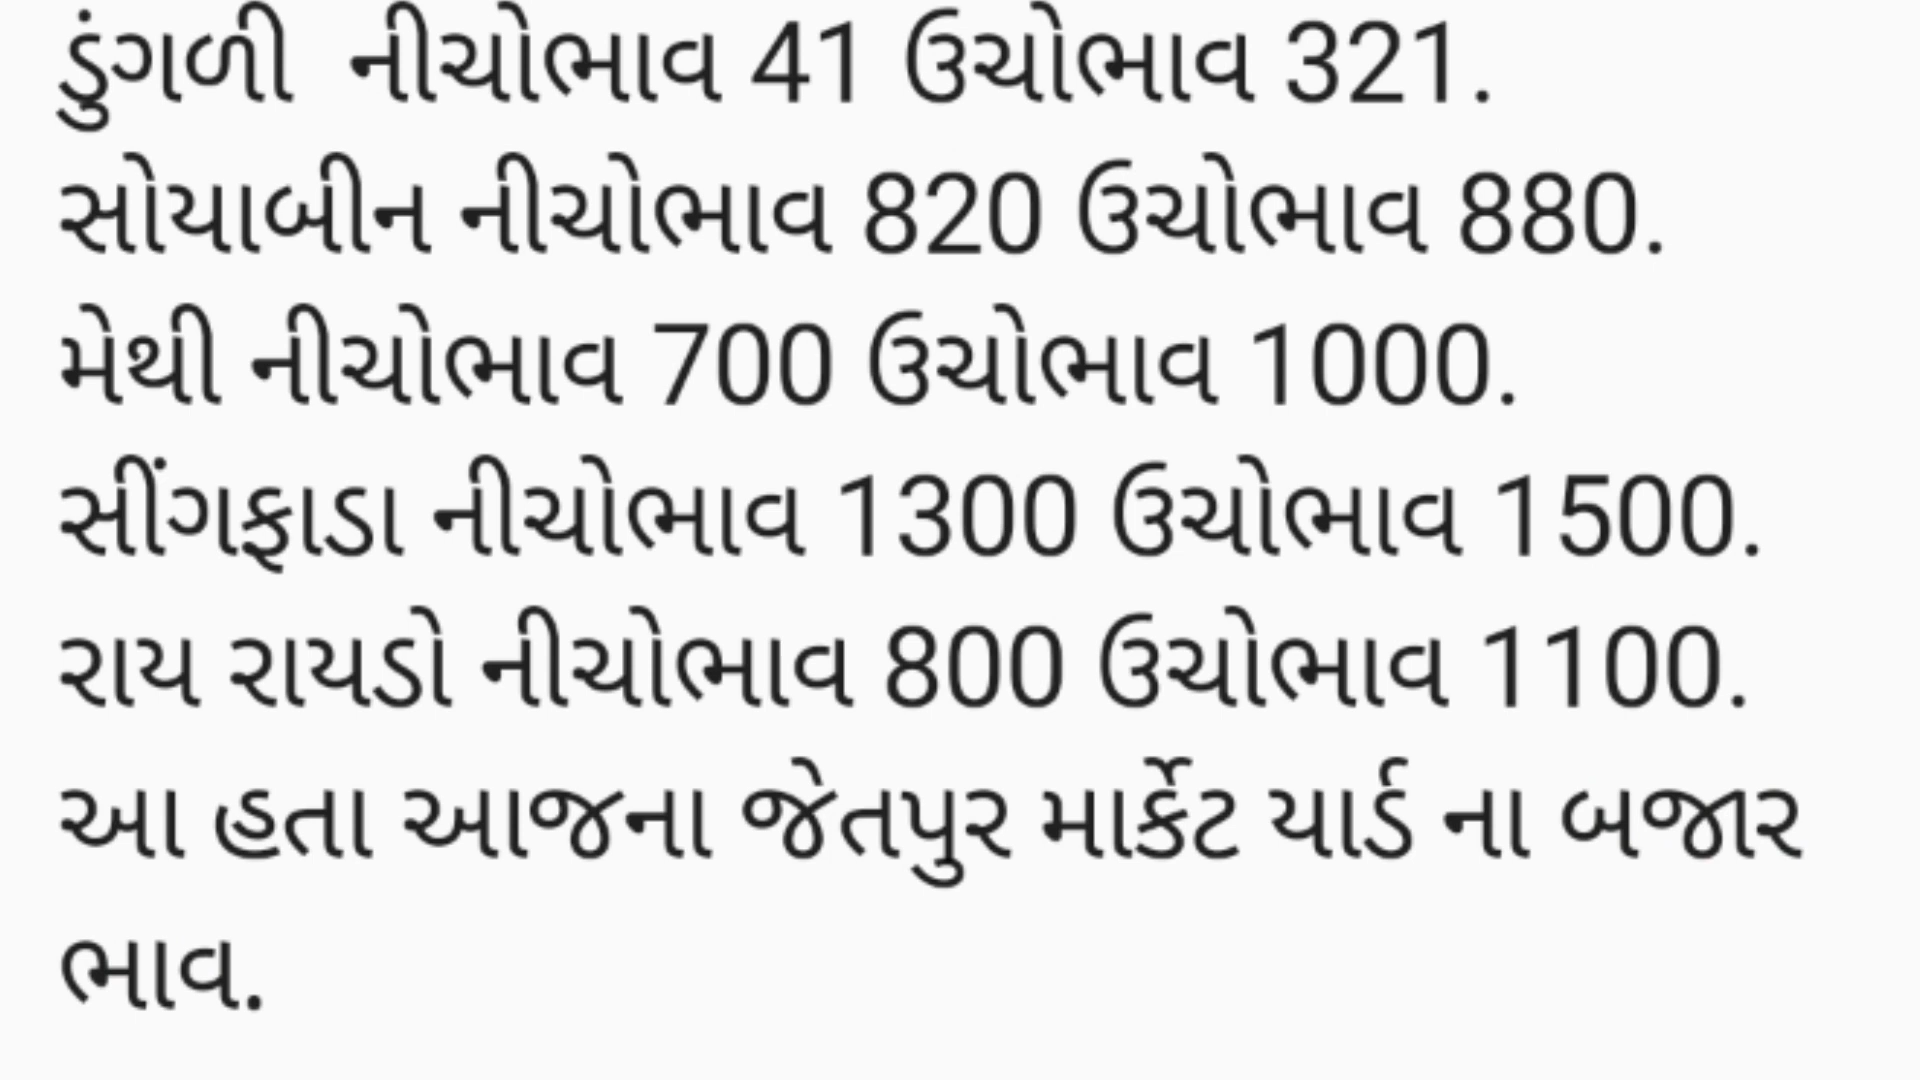 ડુંગળી નીચોભાવ 41 ઉચોભાવ 321.
સોયાબીન નીચોભાવ 820 ઉચોભાવ 880.
મેથી નીચોભાવ 700 ઉચોભાવ 1000.
સીંગફાડા નીચોભાવ 1300 ઉચોભાવ 1500.
રાય રાયડો નીચોભાવ 800 ઉચોભાવ 1100.
આ હતા આજના જેતપુર માર્કેટ યાર્ડ ના બજાર
ભાવ.